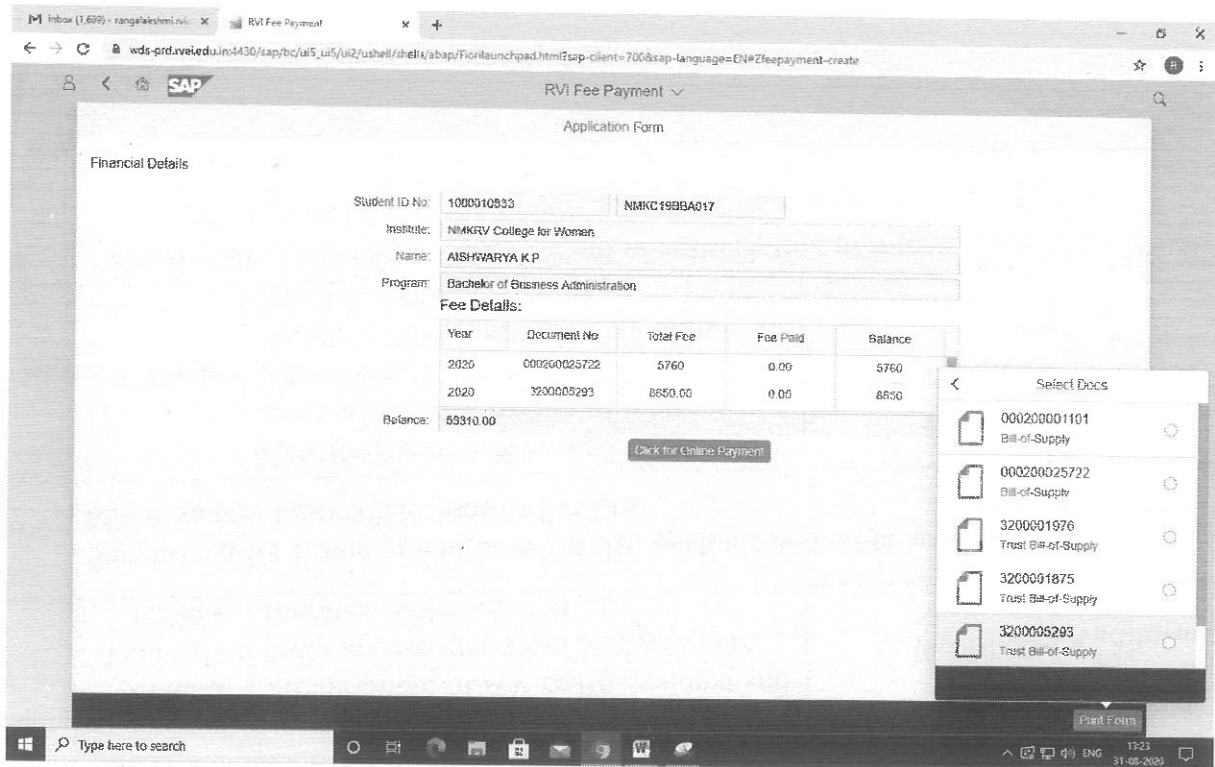 Inbox (1,689) - rangalakshmi.rvi. X RVI Fee Payment X +
wds-prd.rvei.edu.in:4430/sap/bc/ui5_ui5/ui2/ushell/shells/abap/Fiorilaunchpad.html?sap-client=700&sap-language=EN#Zfeepayment-create
SAP RVI Fee Payment
Application Form
Financial Details
Student ID No: 1000010933 NMKC19BBA017
Institute: NMKRV College for Women
Name: AISHWARYA K P
Program: Bachelor of Business Administration
Fee Details:
Year Document No Total Fee Fee Paid Balance
2020 000200025722 5760 0.00 5760
2020 3200005293 8650.00 0.00 8650
Balance: 59310.00
Click for Online Payment
Select Docs
000200001101
Bill-of-Supply
000200025722
Bill-of-Supply
3200001976
Trust Bill-of-Supply
3200001875
Trust Bill-of-Supply
3200005293
Trust Bill-of-Supply
Print Form
Type here to search
ENG 13:23
31-08-2020